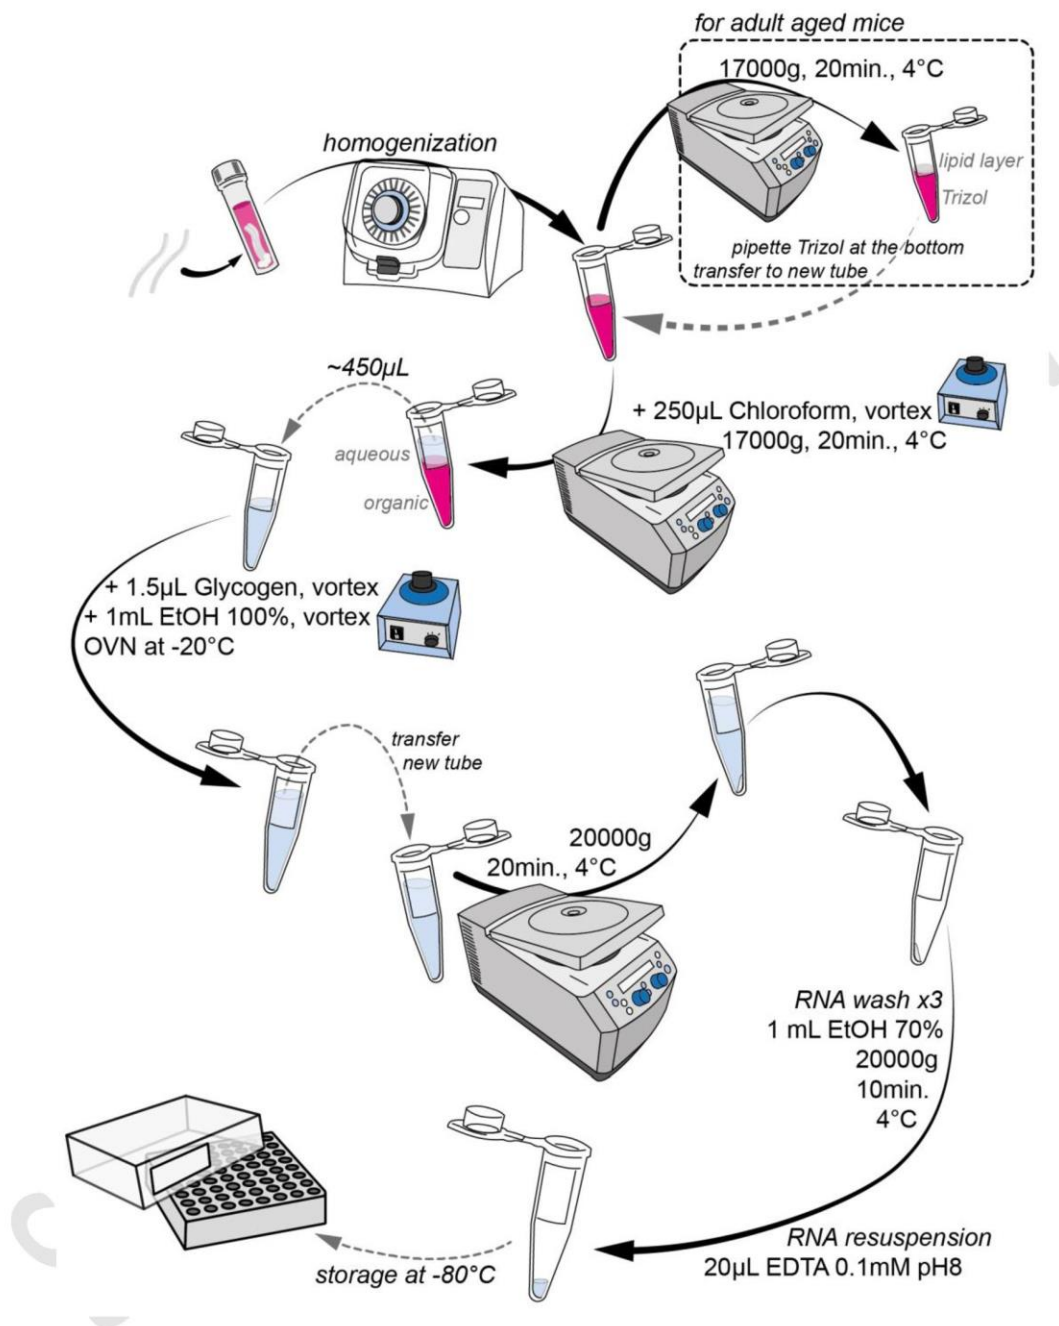 for adult aged mice
17000g, 20min., 4°C
homogenization
lipid layer
Trizol
pipette Trizol at the bottom
transfer to new tube
~450µL
+ 250µL Chloroform, vortex
17000g, 20min., 4°C
aqueous
organic
+ 1.5µL Glycogen, vortex
+ 1mL EtOH 100%, vortex
OVN at -20°C
transfer
new tube
20000g
20min., 4°C
RNA wash x3
1 mL EtOH 70%
20000g
10min.
4°C
RNA resuspension
20µL EDTA 0.1mM pH8
storage at -80°C